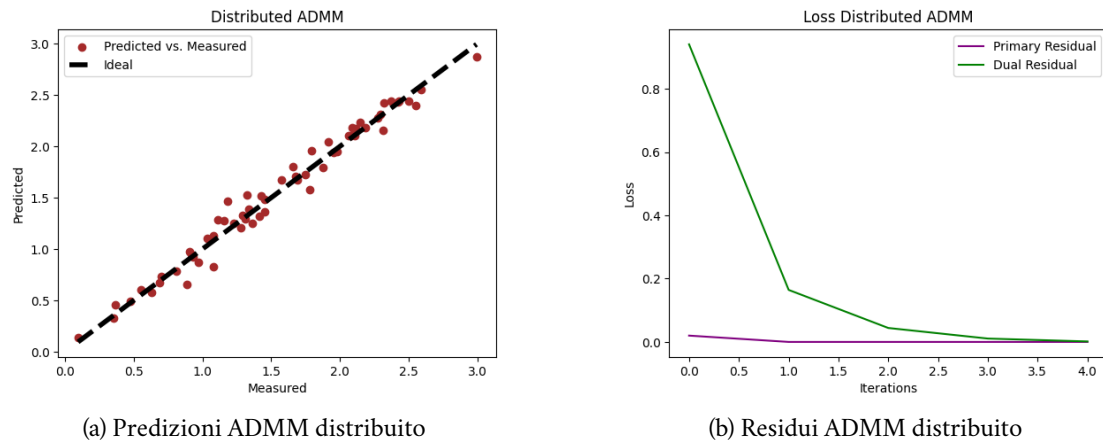 Distributed ADMM
Predicted vs. Measured
Ideal
3.0
2.5
2.0
1.5
1.0
0.5
0.0
Predicted
0.0 0.5 1.0 1.5 2.0 2.5 3.0
Measured
(a) Predizioni ADMM distribuito
Loss Distributed ADMM
Primary Residual
Dual Residual
0.8
0.6
0.4
0.2
0.0
Loss
0.0 0.5 1.0 1.5 2.0 2.5 3.0 3.5 4.0
Iterations
(b) Residui ADMM distribuito